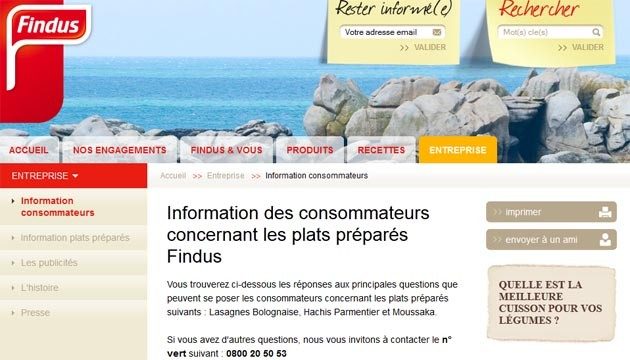 Findus
Rester informé(e)
Votre adresse email
>> VALIDER
Rechercher
Mot(s) cle(s)
>> VALIDER
ACCUEIL
NOS ENGAGEMENTS
FINDUS & VOUS
PRODUITS
RECETTES
ENTREPRISE
ENTREPRISE
Information
consommateurs
Information plats préparés
Les publicités
L'histoire
Presse
Accueil >> Entreprise >> Information consommateurs
Information des consommateurs
concernant les plats préparés
Findus
Vous trouverez ci-dessous les réponses aux principales questions que
peuvent se poser les consommateurs concernant les plats préparés
suivants : Lasagnes Bolognaise, Hachis Parmentier et Moussaka.
Si vous avez d'autres questions, nous vous invitons à contacter le n°
vert suivant : 0800 20 50 53
>> imprimer
>> envoyer à un ami
QUELLE EST LA
MEILLEURE
CUISSON POUR VOS
LÉGUMES ?